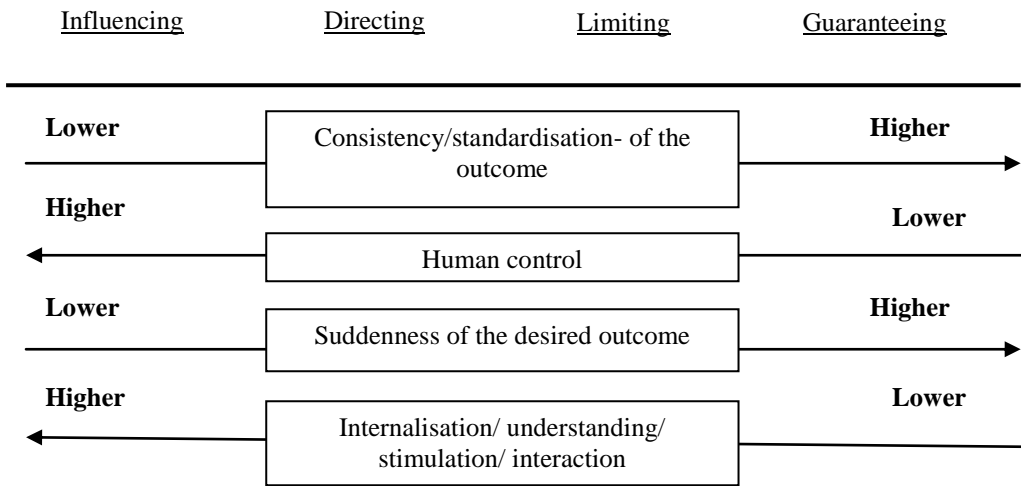 Influencing Directing Limiting Guaranteeing
Lower Consistency/standardisation- of the outcome Higher
Higher Human control Lower
Lower Suddenness of the desired outcome Higher
Higher Internalisation/ understanding/ stimulation/ interaction Lower